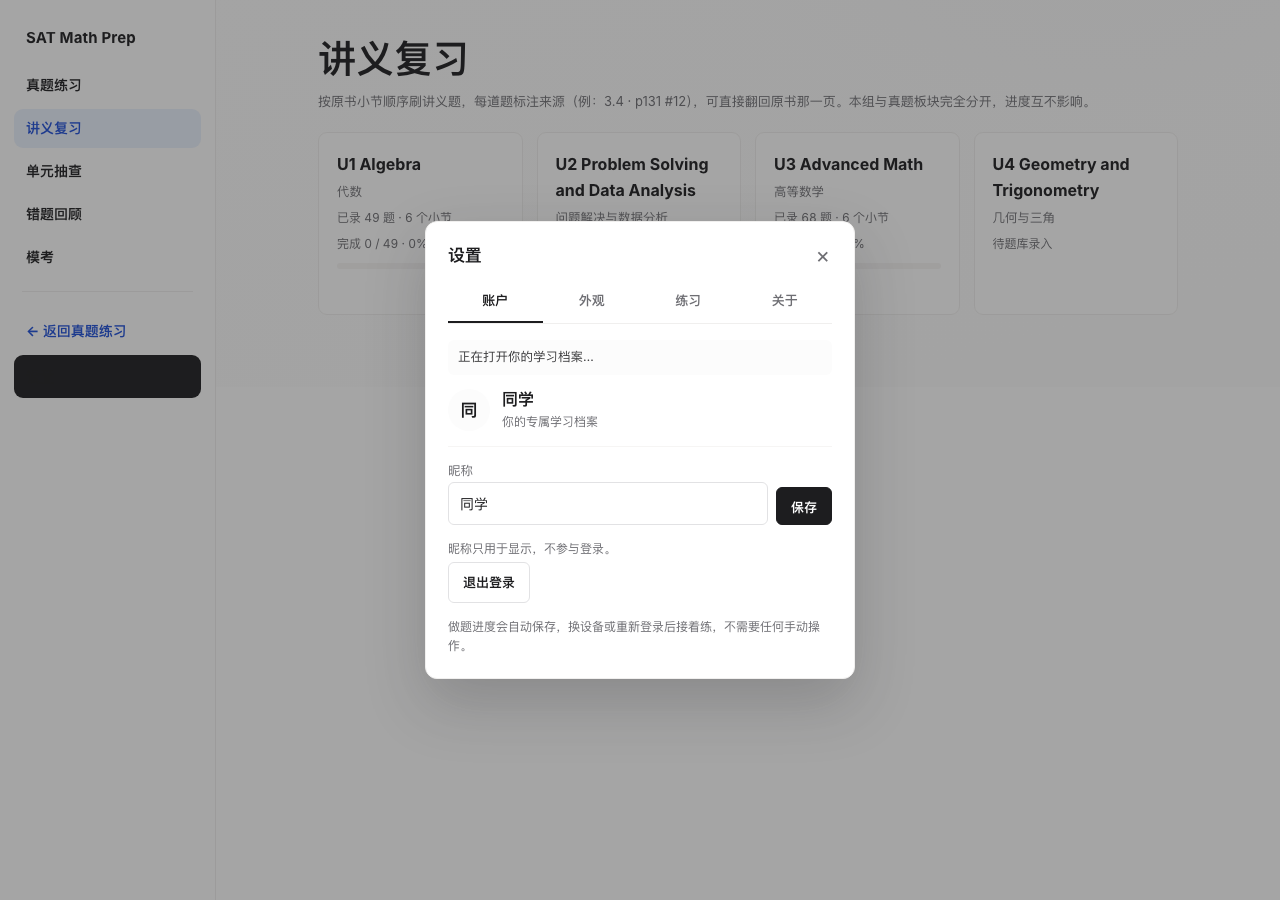 SAT Math Prep
真题练习
讲义复习
单元抽查
错题回顾
模考
← 返回真题练习
讲义复习
按原书小节顺序刷讲义题，每道题标注来源（例：3.4 · p131 #12），可直接翻回原书那一页。本组与真题板块完全分开，进度互不影响。
U1 Algebra
代数
已录 49 题 · 6 个小节
完成 0 / 49 · 0%
U2 Problem Solving
and Data Analysis
问题解决与数据分析
U3 Advanced Math
高等数学
已录 68 题 · 6 个小节
%
U4 Geometry and
Trigonometry
几何与三角
待题库录入
设置
×
账户 外观 练习 关于
正在打开你的学习档案...
同
同学
你的专属学习档案
昵称
同学
保存
昵称只用于显示，不参与登录。
退出登录
做题进度会自动保存，换设备或重新登录后接着练，不需要任何手动操
作。